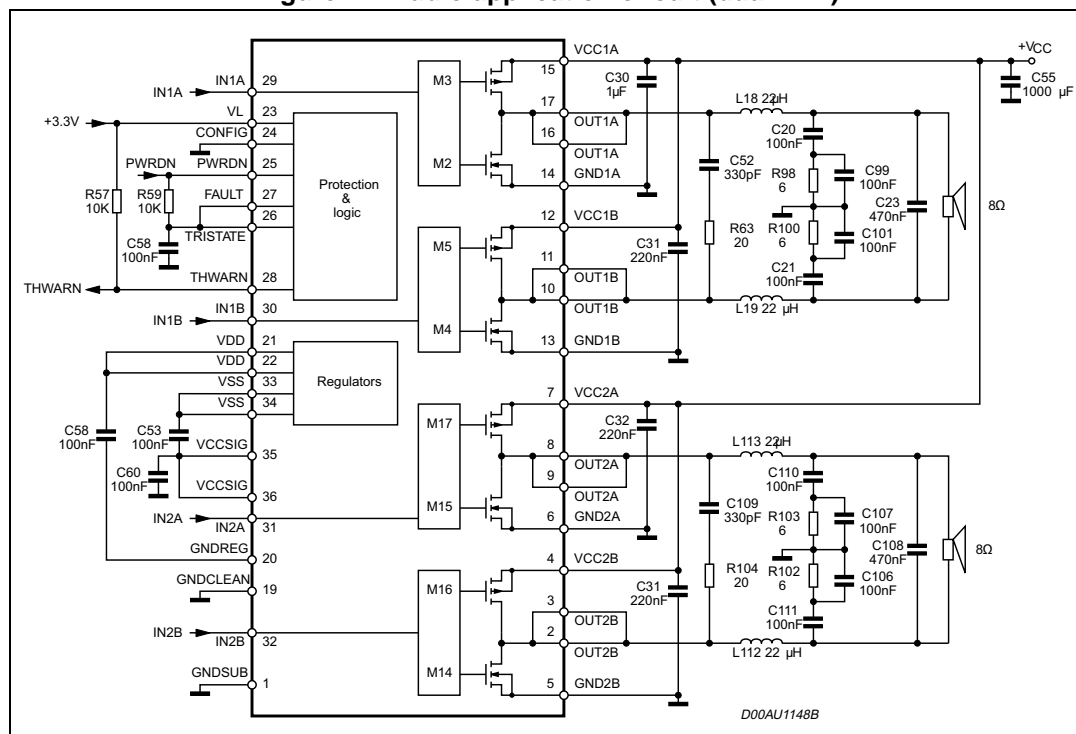 VCC1A
+VCC
15
C30
1µF
C55
1000 µF
IN1A
29
IN1A
M3
17
L18 22µH
VL
23
+3.3V
OUT1A
C20
100nF
CONFIG
24
16
OUT1A
PWRDN
PWRDN
25
M2
14
GND1A
C52
330pF
R98
6
C99
100nF
Protection
&
logic
R57
10K
R59
10K
FAULT
27
26
12
VCC1B
C23
470nF
8Ω
C58
100nF
TRISTATE
M5
C31
220nF
R63
20
R100
6
C101
100nF
11
OUT1B
C21
100nF
THWARN
THWARN
28
10
OUT1B
IN1B
IN1B
30
M4
L19 22 µH
VDD
21
13
GND1B
VDD
22
VSS
33
Regulators
VSS
34
7
VCC2A
C58
100nF
C53
100nF
M17
C32
220nF
VCCSIG
35
8
L113 22µH
C60
100nF
OUT2A
C110
100nF
VCCSIG
36
9
OUT2A
M15
IN2A
IN2A
31
6
GND2A
C109
330pF
R103
6
C107
100nF
GNDREG
20
4
VCC2B
C108
470nF
8Ω
GNDCLEAN
19
M16
C31
220nF
R104
20
R102
6
C106
100nF
3
OUT2B
C111
100nF
IN2B
IN2B
32
2
OUT2B
L112 22 µH
M14
GNDSUB
1
5
GND2B
D00AU1148B